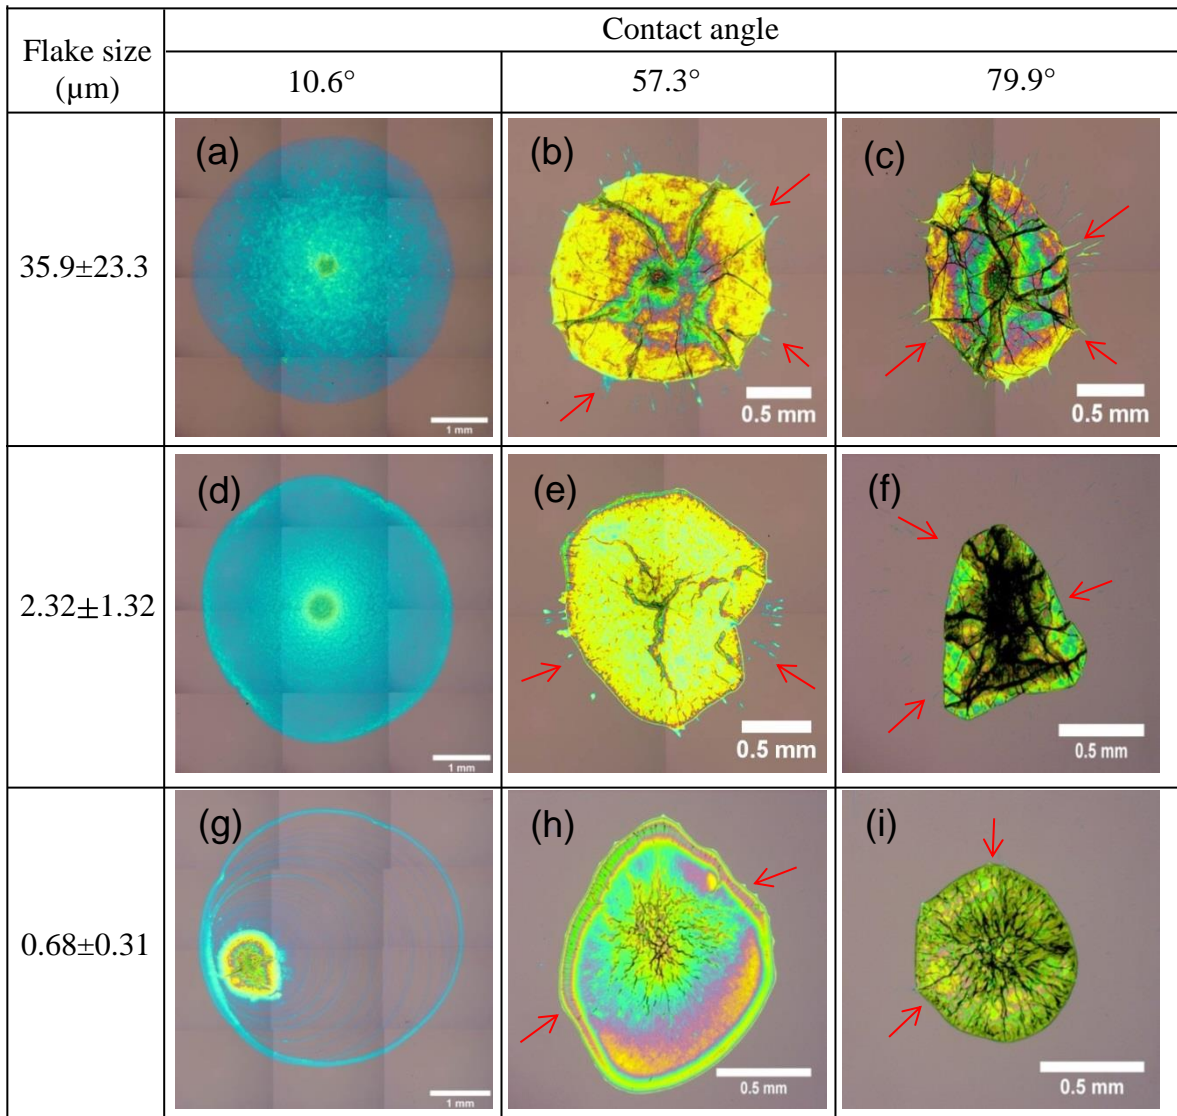 Flake size
(µm)
Contact angle
10.6°
57.3°
79.9°
35.9±23.3
(a)
1 mm
(b)
0.5 mm
(c)
0.5 mm
2.32±1.32
(d)
1 mm
(e)
0.5 mm
(f)
0.5 mm
0.68±0.31
(g)
1 mm
(h)
0.5 mm
(i)
0.5 mm